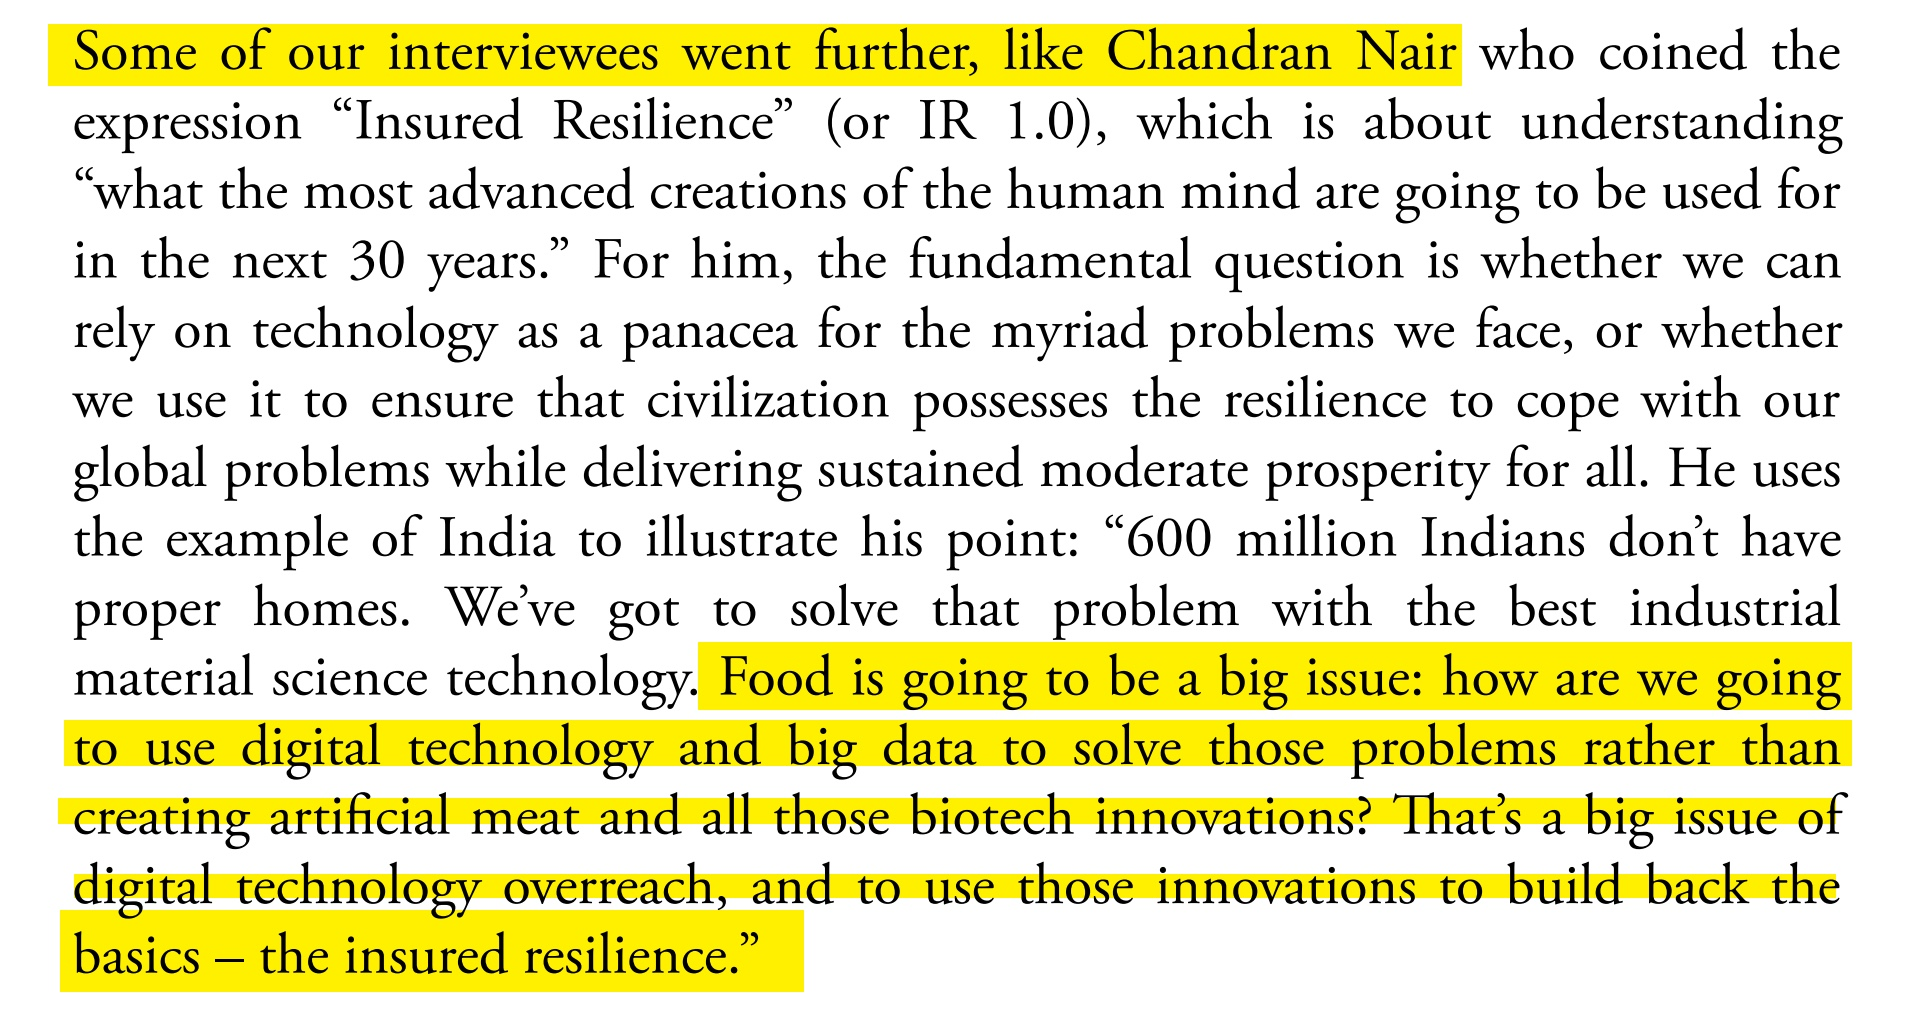 Some of our interviewees went further, like Chandran Nair who coined the
expression “Insured Resilience” (or IR 1.0), which is about understanding
“what the most advanced creations of the human mind are going to be used for
in the next 30 years.” For him, the fundamental question is whether we can
rely on technology as a panacea for the myriad problems we face, or whether
we use it to ensure that civilization possesses the resilience to cope with our
global problems while delivering sustained moderate prosperity for all. He uses
the example of India to illustrate his point: “600 million Indians don’t have
proper homes. We’ve got to solve that problem with the best industrial
material science technology. Food is going to be a big issue: how are we going
to use digital technology and big data to solve those problems rather than
creating artificial meat and all those biotech innovations? That’s a big issue of
digital technology overreach, and to use those innovations to build back the
basics – the insured resilience.”